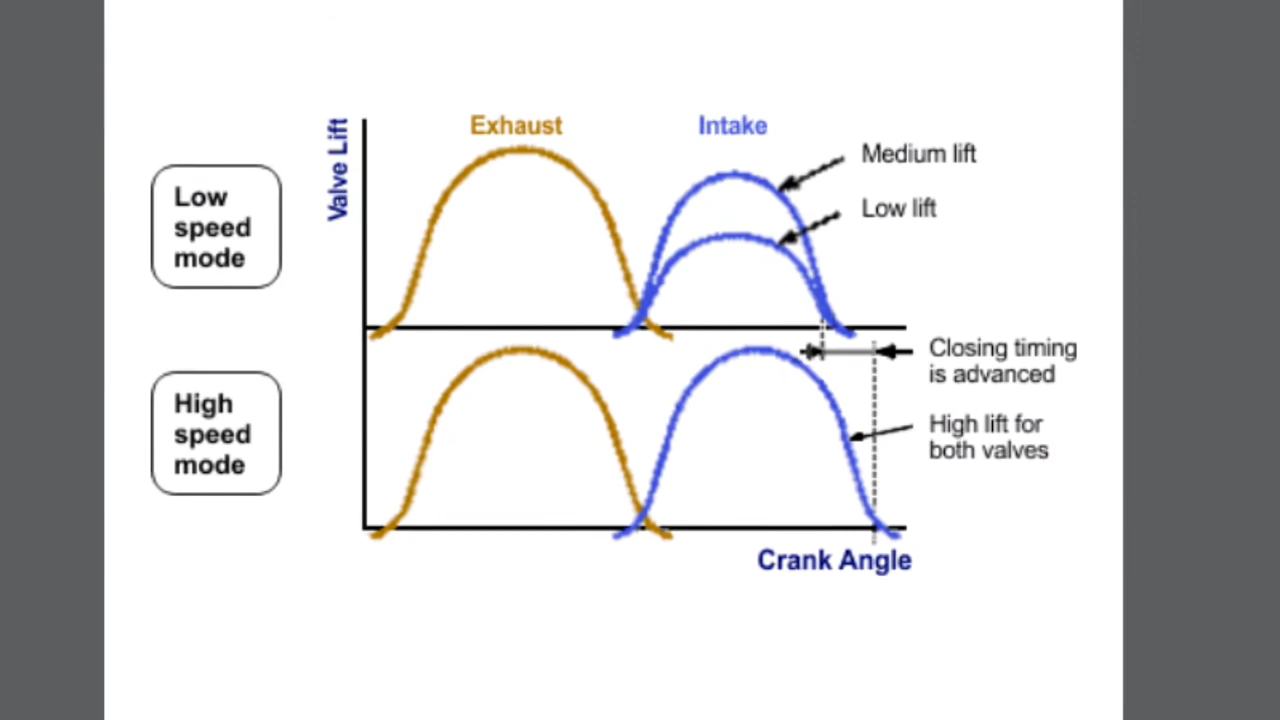 Exhaust
Intake
Valve Lift
Medium lift
Low lift
Low
speed
mode
Closing timing
is advanced
High
speed
mode
High lift for
both valves
Crank Angle